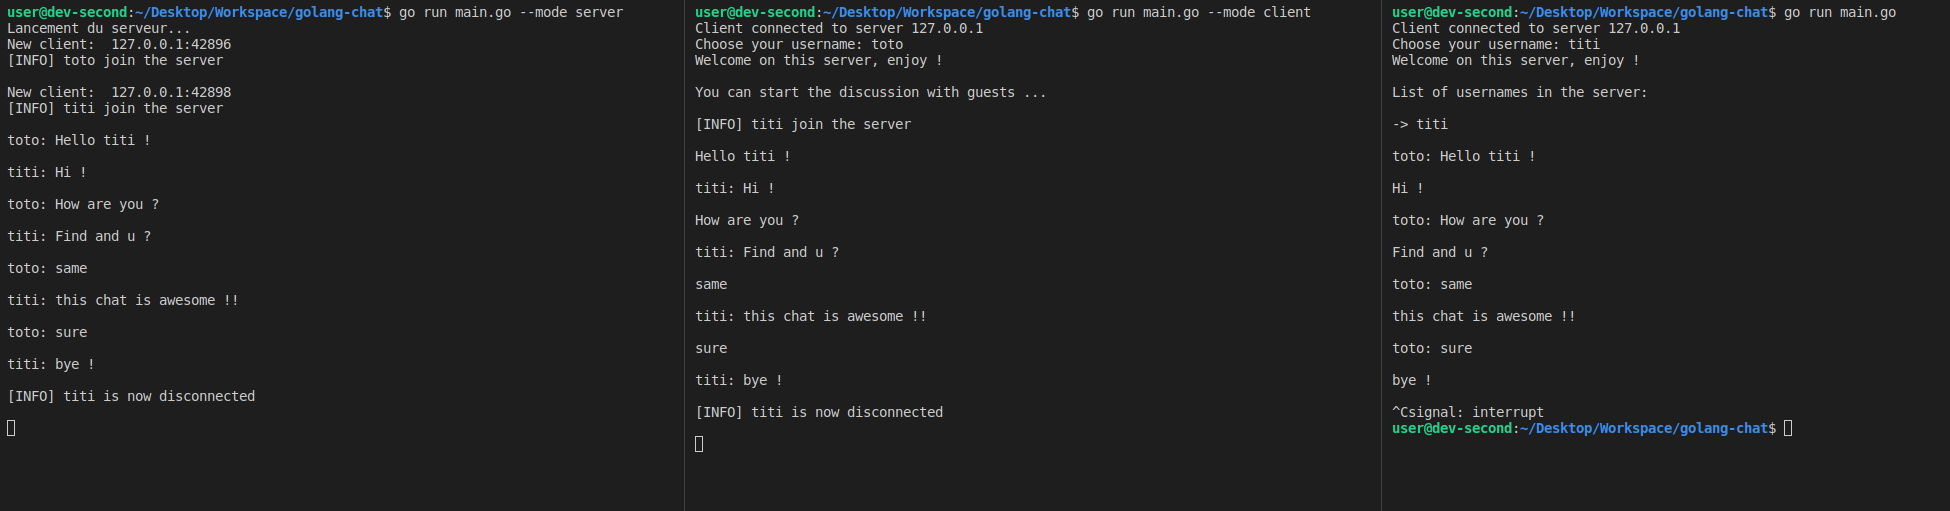 user@dev-second:~/Desktop/Workspace/golang-chat$ go run main.go --mode server
Lancement du serveur...
New client:  127.0.0.1:42896
[INFO] toto join the server
New client:  127.0.0.1:42898
[INFO] titi join the server
toto: Hello titi !
titi: Hi !
toto: How are you ?
titi: Find and u ?
toto: same
titi: this chat is awesome !!
toto: sure
titi: bye !
[INFO] titi is now disconnected
user@dev-second:~/Desktop/Workspace/golang-chat$ go run main.go --mode client
Client connected to server 127.0.0.1
Choose your username: toto
Welcome on this server, enjoy !
You can start the discussion with guests ...
[INFO] titi join the server
Hello titi !
titi: Hi !
How are you ?
titi: Find and u ?
same
titi: this chat is awesome !!
sure
titi: bye !
[INFO] titi is now disconnected
user@dev-second:~/Desktop/Workspace/golang-chat$ go run main.go
Client connected to server 127.0.0.1
Choose your username: titi
Welcome on this server, enjoy !
List of usernames in the server:
-> titi
toto: Hello titi !
Hi !
toto: How are you ?
Find and u ?
toto: same
this chat is awesome !!
toto: sure
bye !
^Csignal: interrupt
user@dev-second:~/Desktop/Workspace/golang-chat$